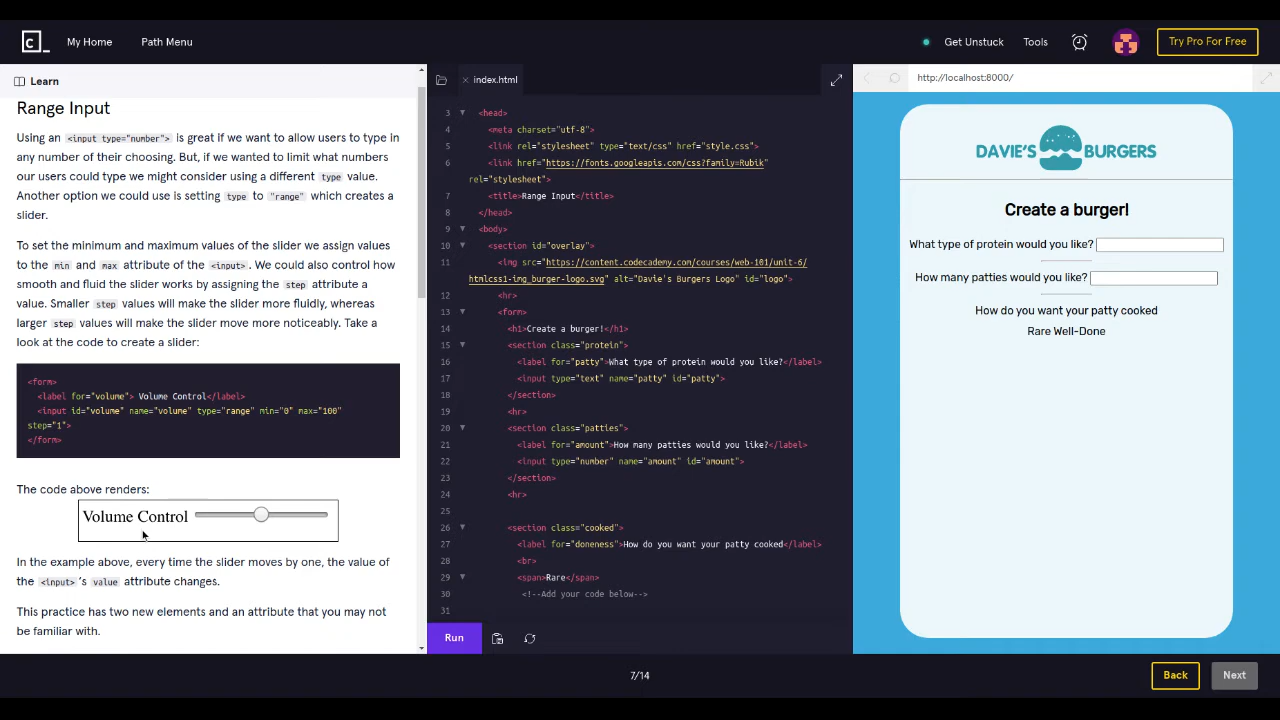 My Home
Path Menu
Get Unstuck
Tools
Try Pro For Free
Learn
Range Input
Using an <input type="number"> is great if we want to allow users to type in
any number of their choosing. But, if we wanted to limit what numbers
our users could type we might consider using a different type value.
Another option we could use is setting type to "range" which creates a
slider.
To set the minimum and maximum values of the slider we assign values
to the min and max attribute of the <input>. We could also control how
smooth and fluid the slider works by assigning the step attribute a
value. Smaller step values will make the slider more fluidly, whereas
larger step values will make the slider move more noticeably. Take a
look at the code to create a slider:
<form>
<label for="volume"> Volume Control</label>
<input id="volume" name="volume" type="range" min="0" max="100"
step="1">
</form>
The code above renders:
Volume Control
In the example above, every time the slider moves by one, the value of
the <input>'s value attribute changes.
This practice has two new elements and an attribute that you may not
be familiar with.
index.html
3 <head>
4 <meta charset="utf-8">
5 <link rel="stylesheet" type="text/css" href="style.css">
6 <link href="https://fonts.googleapis.com/css?family=Rubik"
rel="stylesheet">
7 <title>Range Input</title>
8 </head>
9 <body>
10 <section id="overlay">
11 <img src="https://content.codecademy.com/courses/web-101/unit-6/
htmlcss1-img_burger-logo.svg" alt="Davie's Burgers Logo" id="logo">
12 <hr>
13 <form>
14 <h1>Create a burger!</h1>
15 <section class="protein">
16 <label for="patty">What type of protein would you like?</label>
17 <input type="text" name="patty" id="patty">
18 </section>
19 <hr>
20 <section class="patties">
21 <label for="amount">How many patties would you like?</label>
22 <input type="number" name="amount" id="amount">
23 </section>
24 <hr>
25
26 <section class="cooked">
27 <label for="doneness">How do you want your patty cooked</label>
28 <br>
29 <span>Rare</span>
30 <!--Add your code below-->
31
Run
http://localhost:8000/
DAVIE'S BURGERS
Create a burger!
What type of protein would you like?
How many patties would you like?
How do you want your patty cooked
Rare Well-Done
7/14
Back
Next